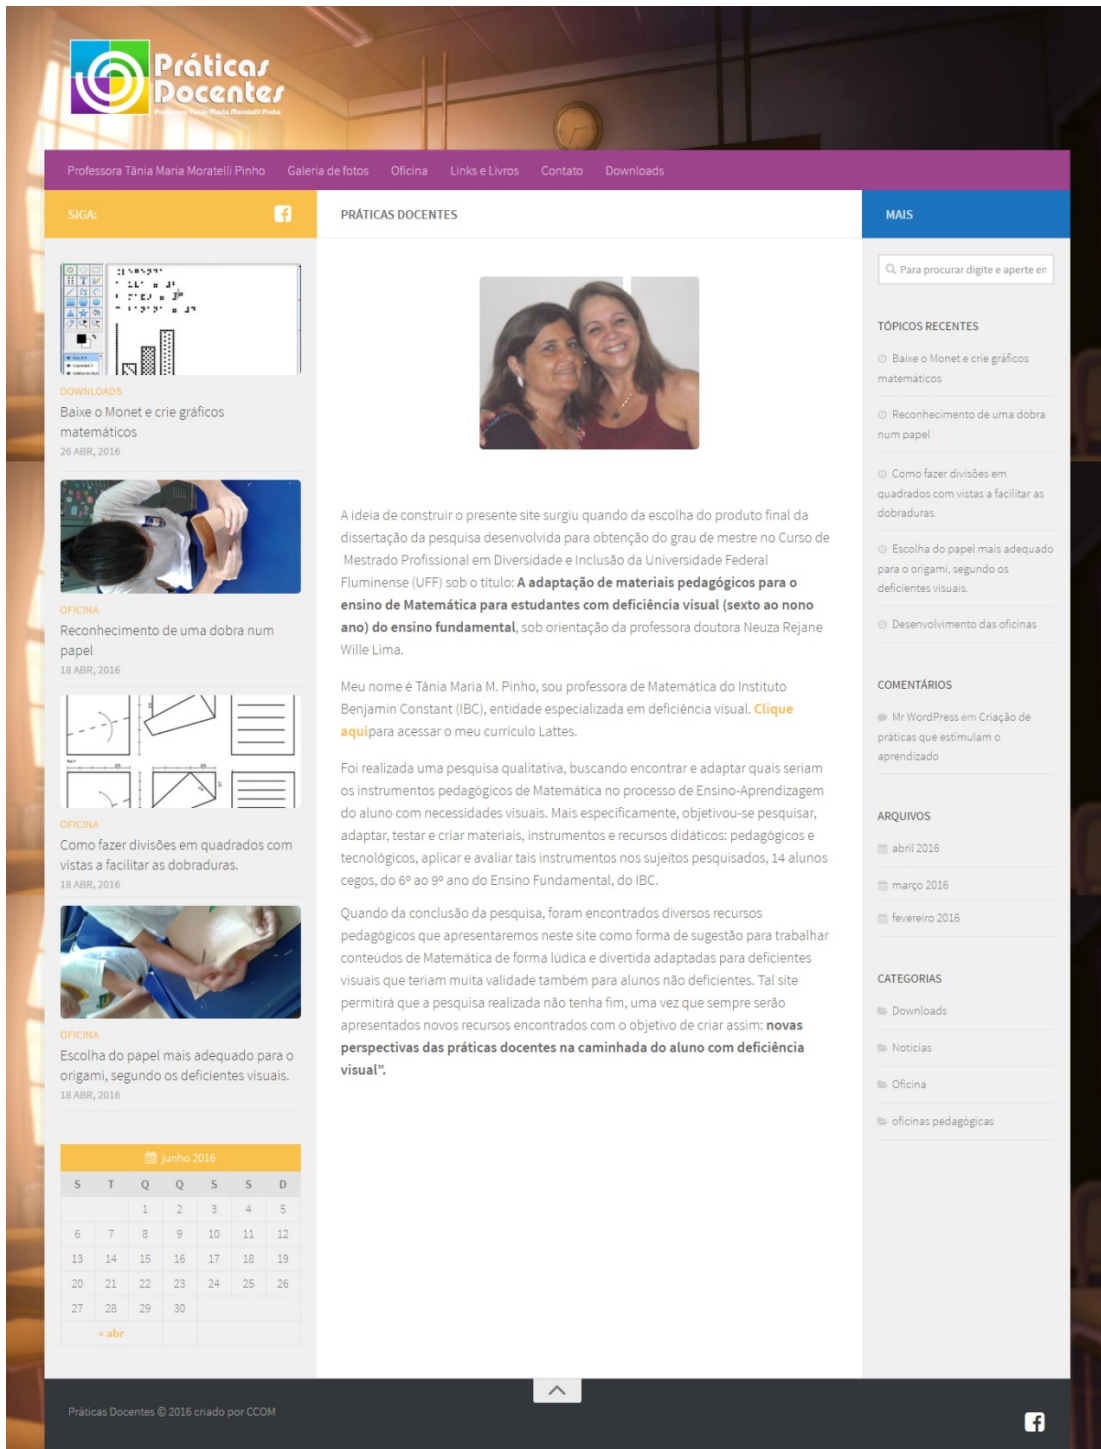 Práticas
Docentes
Professora Tânia Maria Moratelli Pinho
Professora Tânia Maria Moratelli Pinho Galeria de fotos Oficina Links e Livros Contato Downloads
SIGA:
DOWNLOADS
Baixe o Monet e crie gráficos
matemáticos
26 ABR, 2016
OFICINA
Reconhecimento de uma dobra num
papel
18 ABR, 2016
OFICINA
Como fazer divisões em quadrados com
vistas a facilitar as dobraduras.
18 ABR, 2016
OFICINA
Escolha do papel mais adequado para o
origami, segundo os deficientes visuais.
18 ABR, 2016
junho 2016
S T Q Q S S D
1 2 3 4 5
6 7 8 9 10 11 12
13 14 15 16 17 18 19
20 21 22 23 24 25 26
27 28 29 30
« abr
PRÁTICAS DOCENTES
A ideia de construir o presente site surgiu quando da escolha do produto final da
dissertação da pesquisa desenvolvida para obtenção do grau de mestre no Curso de
Mestrado Profissional em Diversidade e Inclusão da Universidade Federal
Fluminense (UFF) sob o título: A adaptação de materiais pedagógicos para o
ensino de Matemática para estudantes com deficiência visual (sexto ao nono
ano) do ensino fundamental, sob orientação da professora doutora Neuza Rejane
Wille Lima.
Meu nome é Tânia Maria M. Pinho, sou professora de Matemática do Instituto
Benjamin Constant (IBC), entidade especializada em deficiência visual. Clique
aquipara acessar o meu currículo Lattes.
Foi realizada uma pesquisa qualitativa, buscando encontrar e adaptar quais seriam
os instrumentos pedagógicos de Matemática no processo de Ensino-Aprendizagem
do aluno com necessidades visuais. Mais especificamente, objetivou-se pesquisar,
adaptar, testar e criar materiais, instrumentos e recursos didáticos: pedagógicos e
tecnológicos, aplicar e avaliar tais instrumentos nos sujeitos pesquisados, 14 alunos
cegos, do 6º ao 9º ano do Ensino Fundamental, do IBC.
Quando da conclusão da pesquisa, foram encontrados diversos recursos
pedagógicos que apresentaremos neste site como forma de sugestão para trabalhar
conteúdos de Matemática de forma lúdica e divertida adaptadas para deficientes
visuais que teriam muita validade também para alunos não deficientes. Tal site
permitirá que a pesquisa realizada não tenha fim, uma vez que sempre serão
apresentados novos recursos encontrados com o objetivo de criar assim: novas
perspectivas das práticas docentes na caminhada do aluno com deficiência
visual”.
MAIS
Para procurar digite e aperte en
TÓPICOS RECENTES
Baixe o Monet e crie gráficos
matemáticos
Reconhecimento de uma dobra
num papel
Como fazer divisões em
quadrados com vistas a facilitar as
dobraduras.
Escolha do papel mais adequado
para o origami, segundo os
deficientes visuais.
Desenvolvimento das oficinas
COMENTÁRIOS
Mr WordPress em Criação de
práticas que estimulam o
aprendizado
ARQUIVOS
abril 2016
março 2016
fevereiro 2016
CATEGORIAS
Downloads
Notícias
Oficina
oficinas pedagógicas
Práticas Docentes © 2016 criado por CCOM